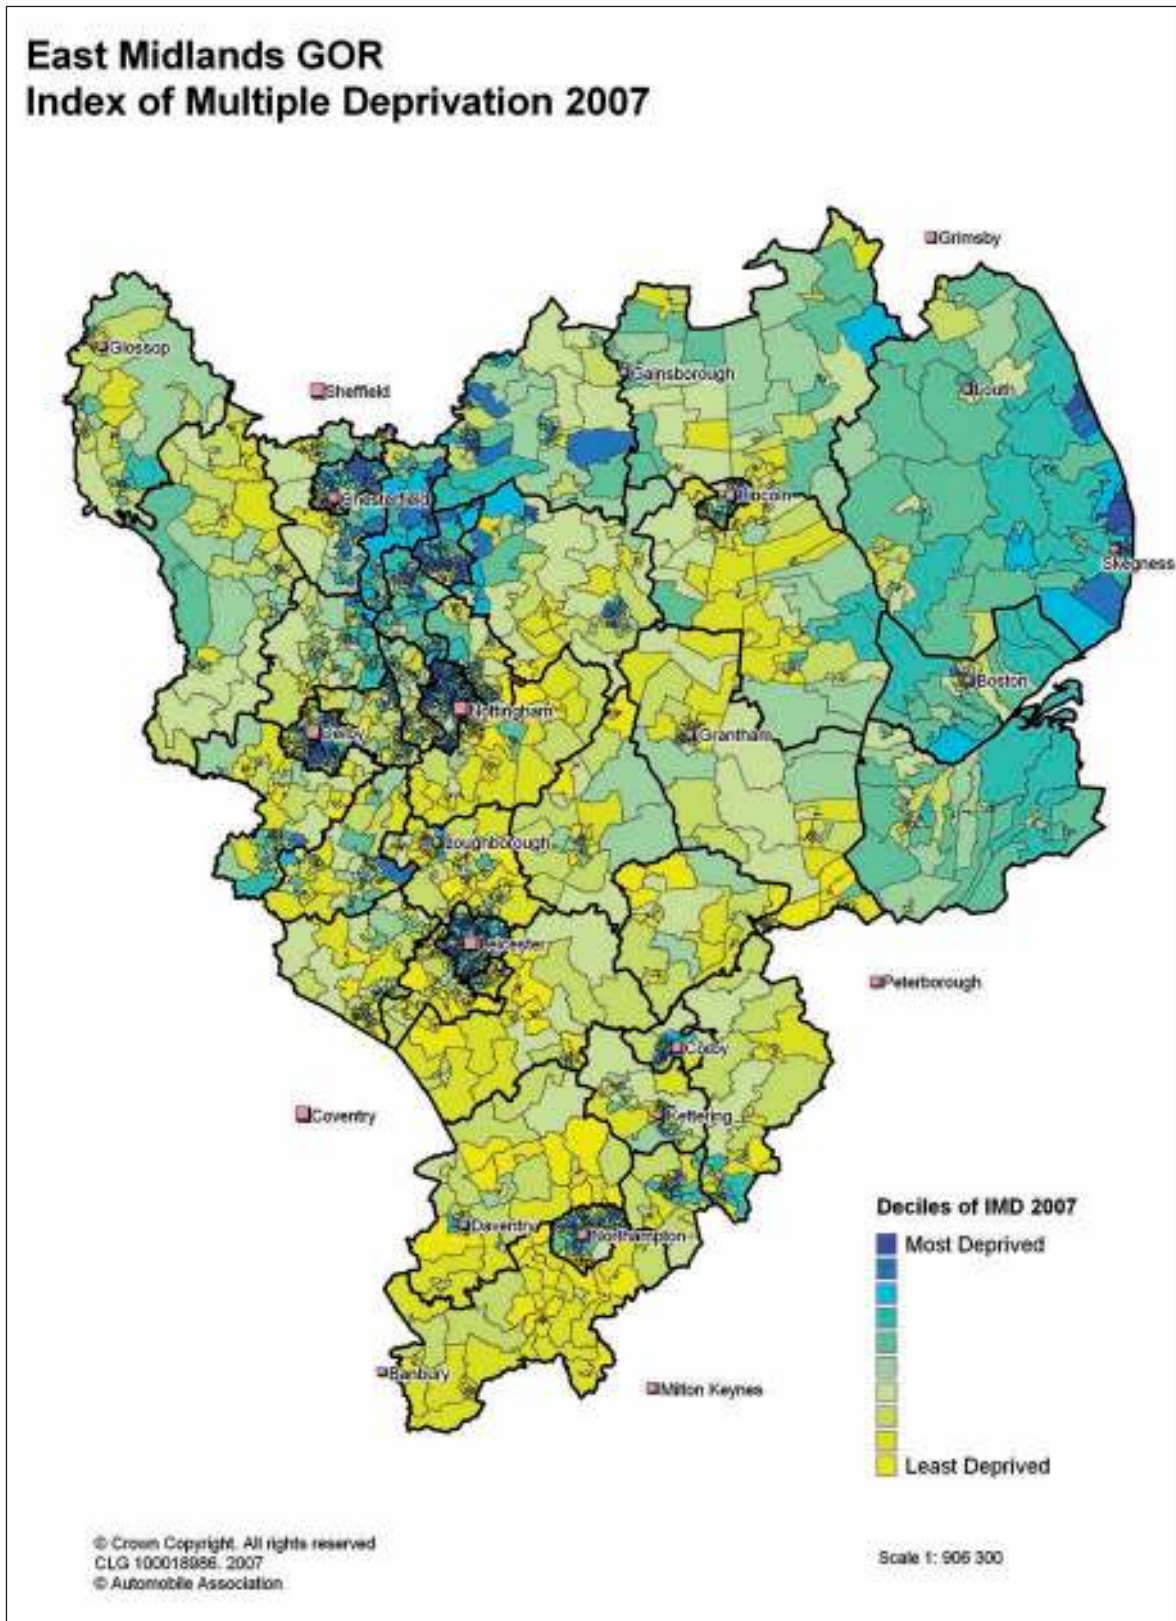 East Midlands GOR
Index of Multiple Deprivation 2007
Grimsby
Glossop
Gainsborough
Sheffield
Louth
Chesterfield
Lincoln
Skegness
Boston
Nottingham
Derby
Grantham
Loughborough
Leicester
Peterborough
Corby
Coventry
Kettering
Deciles of IMD 2007
Daventry
Northampton
Most Deprived
Banbury
Milton Keynes
Least Deprived
© Crown Copyright. All rights reserved
CLG 100018986. 2007
© Automobile Association
Scale 1: 906 300